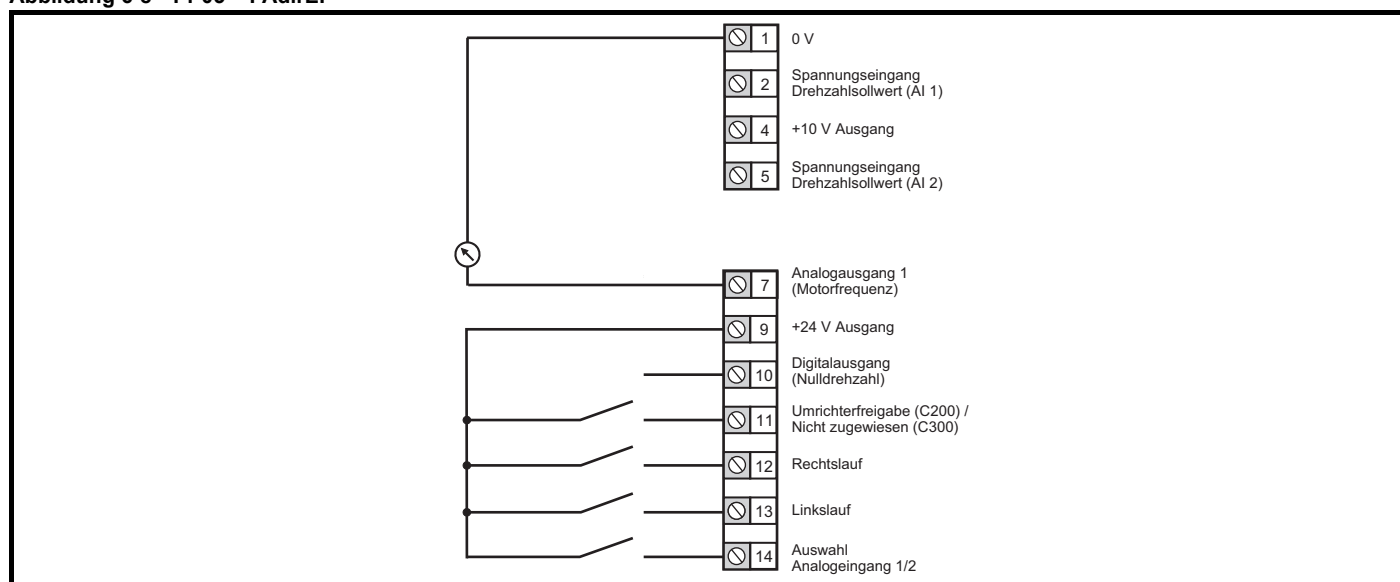 1 0 V
2 Spannungseingang
Drehzahlsollwert (AI 1)
4 +10 V Ausgang
5 Spannungseingang
Drehzahlsollwert (AI 2)
7 Analogausgang 1
(Motorfrequenz)
9 +24 V Ausgang
10 Digitalausgang
(Nulldrehzahl)
11 Umrichterfreigabe (C200) /
Nicht zugewiesen (C300)
12 Rechtslauf
13 Linkslauf
14 Auswahl
Analogeingang 1/2